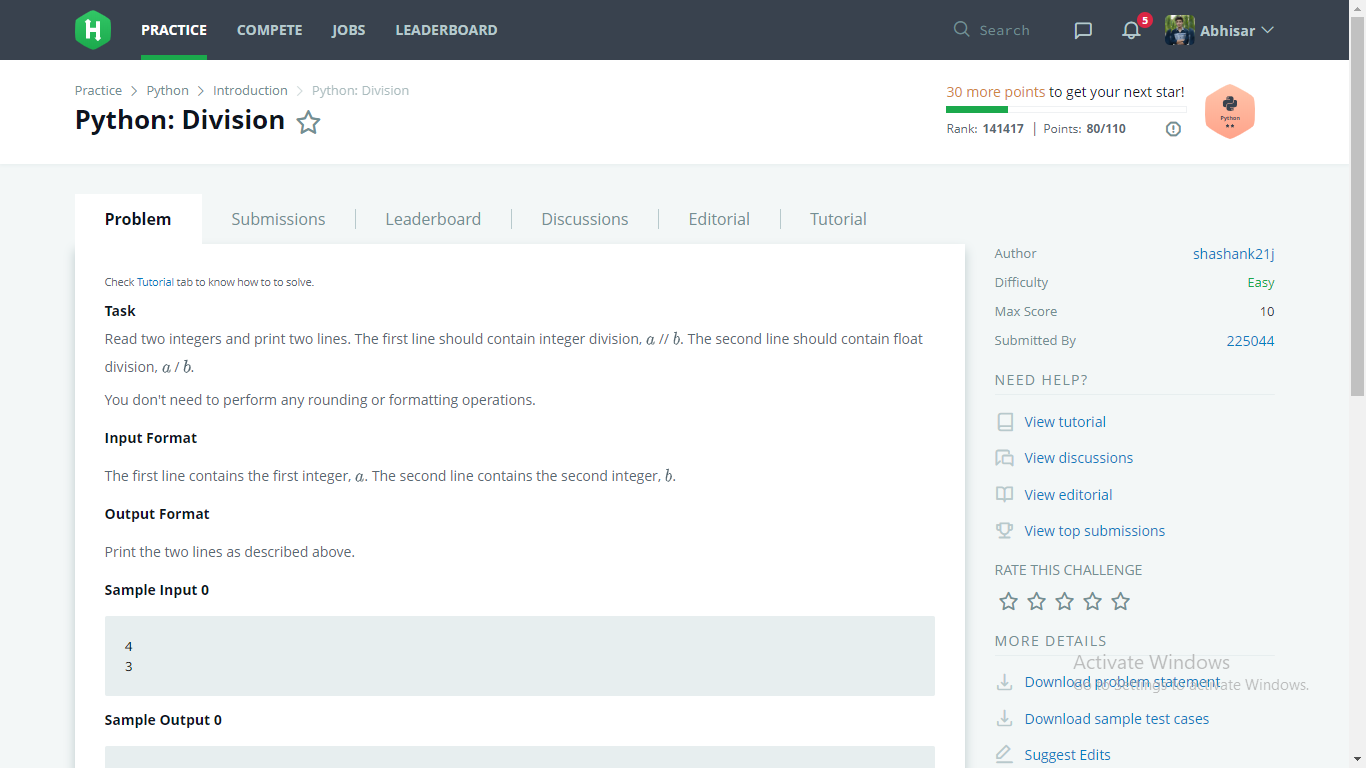 H PRACTICE COMPETE JOBS LEADERBOARD Search 5 Abhisar
Practice > Python > Introduction > Python: Division
Python: Division
30 more points to get your next star!
Rank: 141417 | Points: 80/110
Python
Problem Submissions Leaderboard Discussions Editorial Tutorial
Check Tutorial tab to know how to to solve.
Task
Read two integers and print two lines. The first line should contain integer division, a // b. The second line should contain float
division, a / b.
You don't need to perform any rounding or formatting operations.
Input Format
The first line contains the first integer, a. The second line contains the second integer, b.
Output Format
Print the two lines as described above.
Sample Input 0
4
3
Sample Output 0
Author shashank21j
Difficulty Easy
Max Score 10
Submitted By 225044
NEED HELP?
View tutorial
View discussions
View editorial
View top submissions
RATE THIS CHALLENGE
MORE DETAILS
Activate Windows
Download problem statement
Go to Settings to activate Windows.
Download sample test cases
Suggest Edits